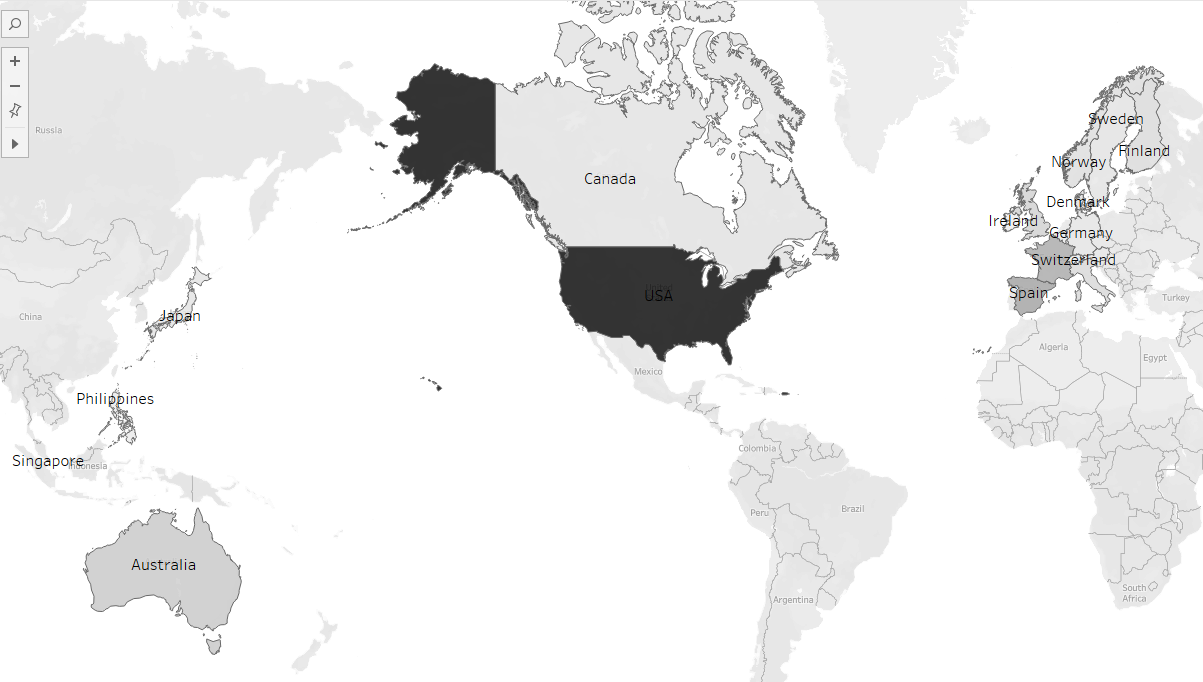 Sweden
Finland
Russia
Norway
Canada
Denmark
Ireland
Germany
Switzerland
Spain
USA
Turkey
China
Japan
Algeria
Egypt
Mexico
Philippines
Colombia
Singapore
Indonesia
Peru
Brazil
Australia
South
Africa
Argentina